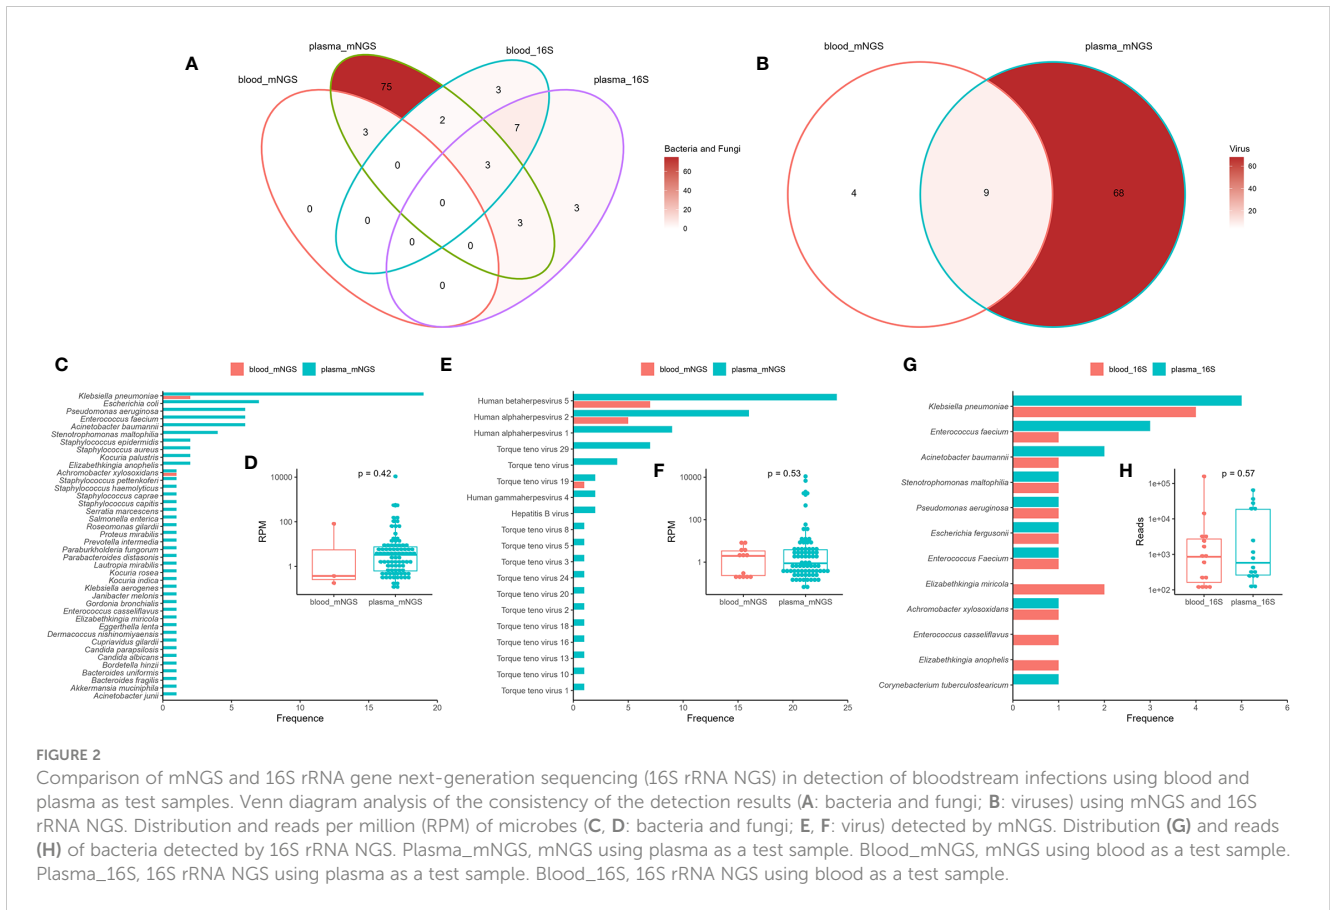 A
blood_mNGS
plasma_mNGS
blood_16S
plasma_16S
75
3
3
2
7
0
3
0
0
0
3
3
0
0
0
Bacteria and Fungi
60
40
20
0
B
blood_mNGS
plasma_mNGS
4
9
68
Virus
60
40
20
C
blood_mNGS
plasma_mNGS
Klebsiella pneumoniae
Escherichia coli
Pseudomonas aeruginosa
Enterococcus faecium
Acinetobacter baumannii
Stenotrophomonas maltophilia
Staphylococcus epidermidis
Staphylococcus aureus
Kocuria palustris
Elizabethkingia anophelis
Achromobacter xylosoxidans
Staphylococcus pettenkoferi
Staphylococcus haemolyticus
Staphylococcus caprae
Staphylococcus capitis
Serratia marcescens
Salmonella enterica
Roseomonas gilardii
Proteus mirabilis
Prevotella intermedia
Paraburkholderia fungorum
Parabacteroides distasonis
Lautropia mirabilis
Kocuria rosea
Kocuria indica
Klebsiella aerogenes
Janibacter melonis
Gordonia bronchialis
Enterococcus casseliflavus
Elizabethkingia miricola
Eggerthella lenta
Dermacoccus nishinomiyaensis
Cupriavidus gilardii
Candida parapsilosis
Candida albicans
Bordetella hinzii
Bacteroides uniformis
Bacteroides fragilis
Akkermansia muciniphila
Acinetobacter junii
0 5 10 15 20
Frequence
D
p = 0.42
10000
100
1
RPM
blood_mNGS plasma_mNGS
E
blood_mNGS
plasma_mNGS
Human betaherpesvirus 5
Human alphaherpesvirus 2
Human alphaherpesvirus 1
Torque teno virus 29
Torque teno virus
Torque teno virus 19
Human gammaherpesvirus 4
Hepatitis B virus
Torque teno virus 8
Torque teno virus 5
Torque teno virus 3
Torque teno virus 24
Torque teno virus 20
Torque teno virus 2
Torque teno virus 18
Torque teno virus 16
Torque teno virus 13
Torque teno virus 10
Torque teno virus 1
0 5 10 15 20 25
Frequence
F
p = 0.53
10000
100
1
RPM
blood_mNGS plasma_mNGS
G
blood_16S
plasma_16S
Klebsiella pneumoniae
Enterococcus faecium
Acinetobacter baumannii
Stenotrophomonas maltophilia
Pseudomonas aeruginosa
Escherichia fergusonii
Enterococcus Faecium
Elizabethkingia miricola
Achromobacter xylosoxidans
Enterococcus casseliflavus
Elizabethkingia anophelis
Corynebacterium tuberculostearicum
0 1 2 3 4 5 6
Frequence
H
p = 0.57
1e+05
1e+04
1e+03
1e+02
Reads
blood_16S plasma_16S
FIGURE 2
Comparison of mNGS and 16S rRNA gene next-generation sequencing (16S rRNA NGS) in detection of bloodstream infections using blood and
plasma as test samples. Venn diagram analysis of the consistency of the detection results (A: bacteria and fungi; B: viruses) using mNGS and 16S
rRNA NGS. Distribution and reads per million (RPM) of microbes (C, D: bacteria and fungi; E, F: virus) detected by mNGS. Distribution (G) and reads
(H) of bacteria detected by 16S rRNA NGS. Plasma_mNGS, mNGS using plasma as a test sample. Blood_mNGS, mNGS using blood as a test sample.
Plasma_16S, 16S rRNA NGS using plasma as a test sample. Blood_16S, 16S rRNA NGS using blood as a test sample.